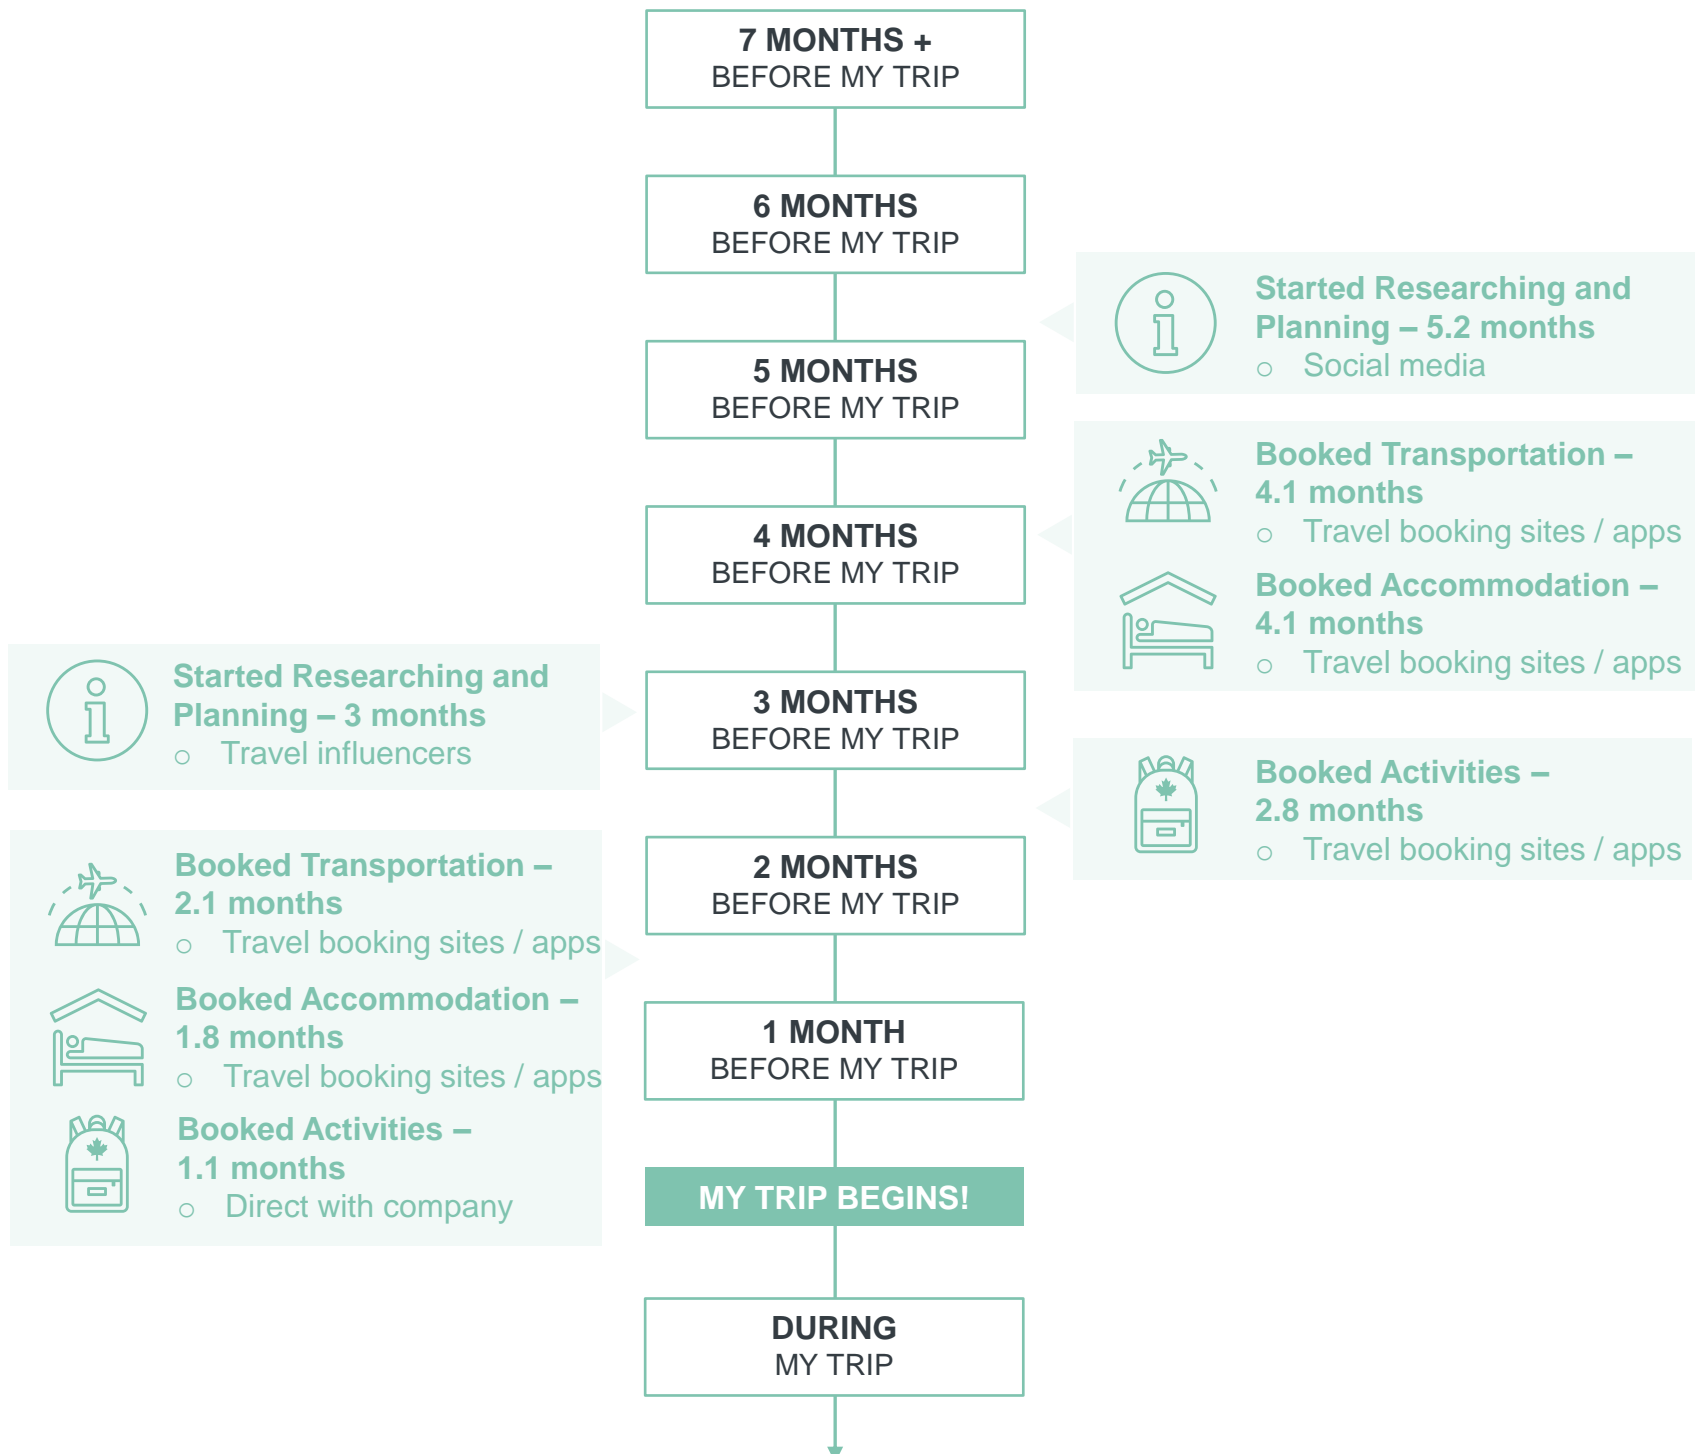 7 MONTHS +
BEFORE MY TRIP
6 MONTHS
BEFORE MY TRIP
Started Researching and
Planning – 5.2 months
○ Social media
5 MONTHS
BEFORE MY TRIP
Booked Transportation –
4.1 months
○ Travel booking sites / apps
4 MONTHS
BEFORE MY TRIP
Booked Accommodation –
4.1 months
○ Travel booking sites / apps
Started Researching and
Planning – 3 months
○ Travel influencers
3 MONTHS
BEFORE MY TRIP
Booked Activities –
2.8 months
○ Travel booking sites / apps
2 MONTHS
BEFORE MY TRIP
Booked Transportation –
2.1 months
○ Travel booking sites / apps
Booked Accommodation –
1.8 months
○ Travel booking sites / apps
1 MONTH
BEFORE MY TRIP
Booked Activities –
1.1 months
○ Direct with company
MY TRIP BEGINS!
DURING
MY TRIP